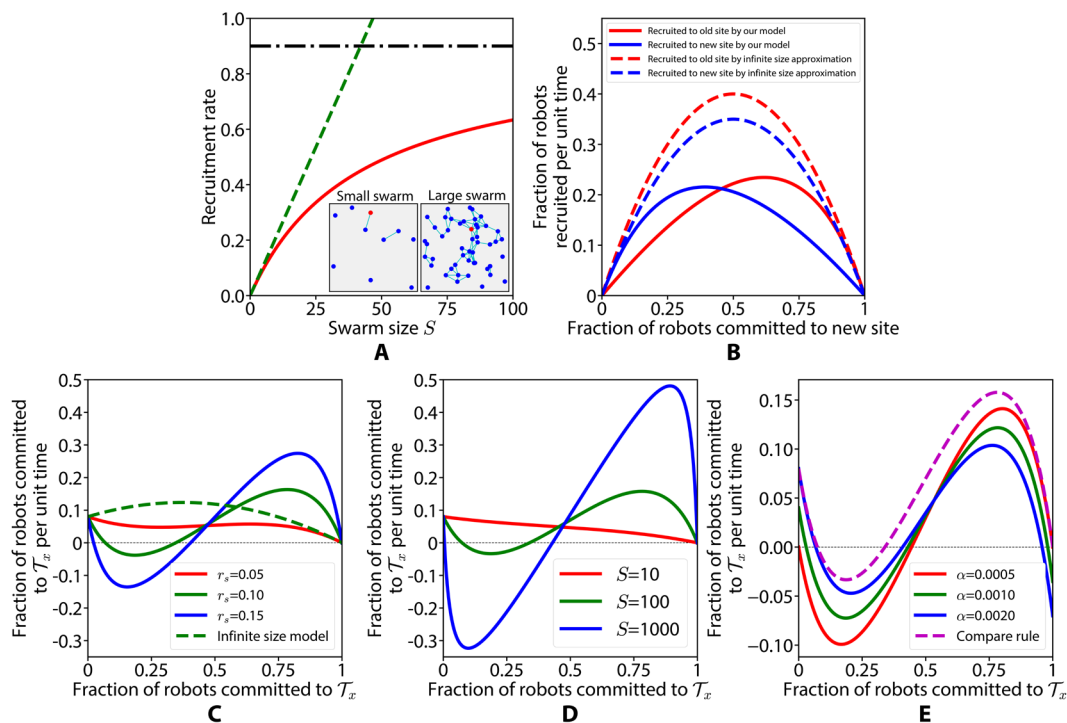 1.0
0.8
0.6
0.4
0.2
0.0
Recruitment rate
Small swarm
Large swarm
0
25
50
75
100
Swarm size S
A
0.5
0.4
0.3
0.2
0.1
0
Fraction of robots
recruited per unit time
Recruited to old site by our model
Recruited to new site by our model
Recruited to old site by infinite size approximation
Recruited to new site by infinite size approximation
0
0.25
0.5
0.75
1
Fraction of robots committed to new site
B
0.5
0.4
0.3
0.2
0.1
0
-0.1
-0.2
-0.3
Fraction of robots committed
to 𝒯ₓ per unit time
rₛ=0.05
rₛ=0.10
rₛ=0.15
Infinite size model
0
0.25
0.5
0.75
1
Fraction of robots committed to 𝒯ₓ
C
0.5
0.4
0.3
0.2
0.1
0
-0.1
-0.2
-0.3
Fraction of robots committed
to 𝒯ₓ per unit time
S=10
S=100
S=1000
0
0.25
0.5
0.75
1
Fraction of robots committed to 𝒯ₓ
D
0.15
0.10
0.05
0.00
−0.05
−0.10
Fraction of robots committed
to 𝒯ₓ per unit time
α=0.0005
α=0.0010
α=0.0020
Compare rule
0
0.25
0.5
0.75
1
Fraction of robots committed to 𝒯ₓ
E